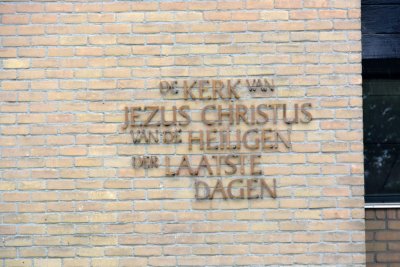 DE KERK VAN
JEZUS CHRISTUS
VAN DE HEILIGEN
DER LAATSTE
DAGEN